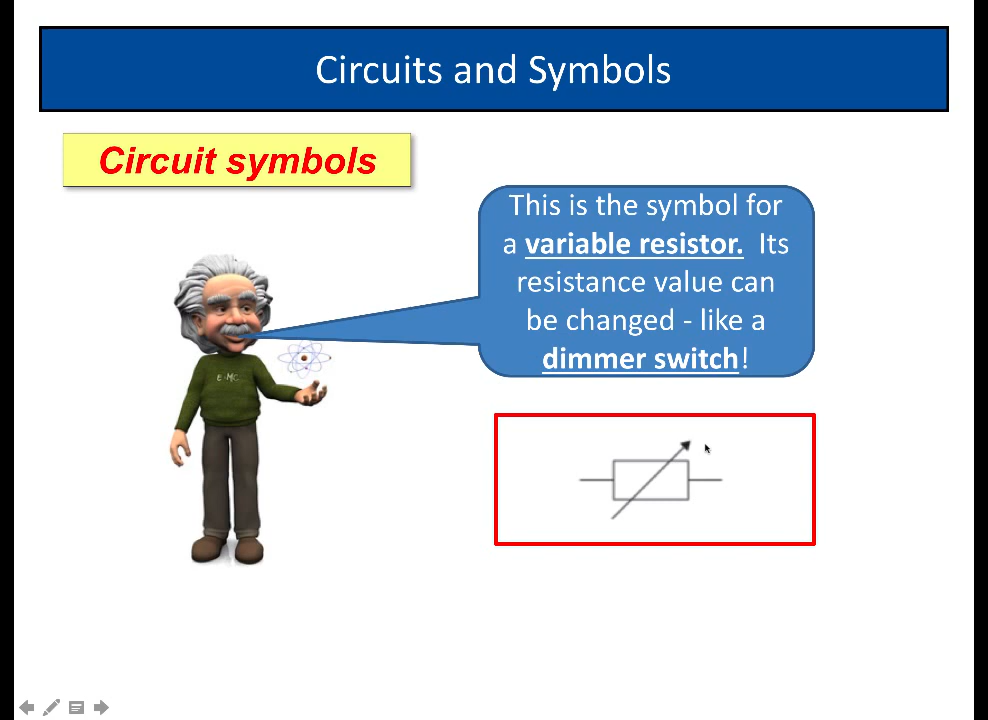 Circuits and Symbols
Circuit symbols
This is the symbol for
a variable resistor. Its
resistance value can
be changed - like a
dimmer switch!